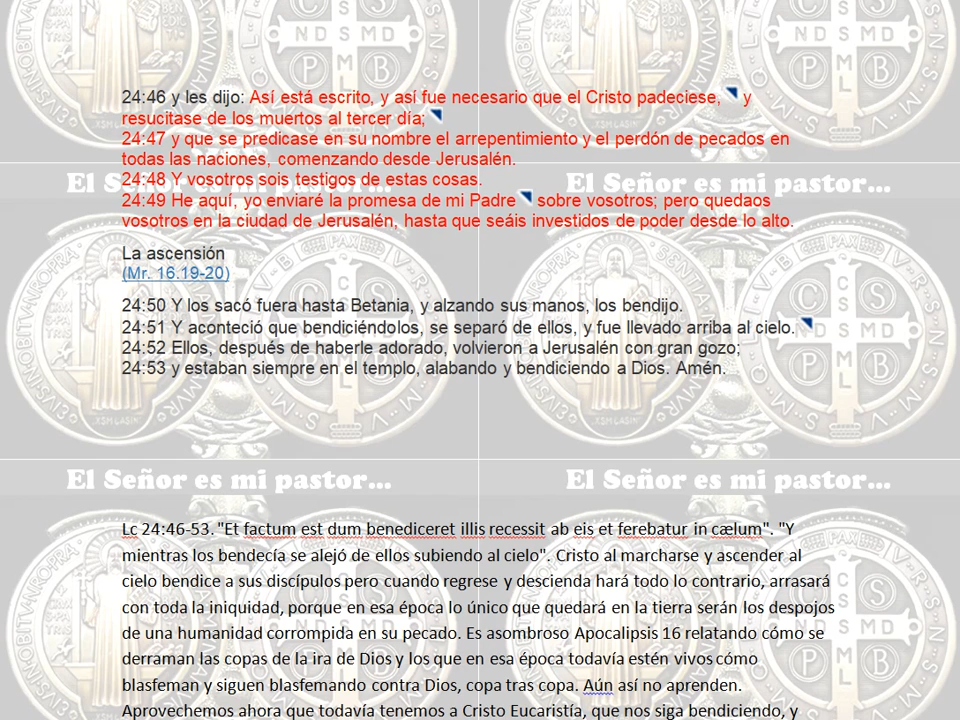 24:46 y les dijo: Así está escrito, y así fue necesario que el Cristo padeciese, y
resucitase de los muertos al tercer día;
24:47 y que se predicase en su nombre el arrepentimiento y el perdón de pecados en
todas las naciones, comenzando desde Jerusalén.
El Señor es mi pastor... El Señor es mi pastor...
24:48 Y vosotros sois testigos de estas cosas.
24:49 He aquí, yo enviaré la promesa de mi Padre sobre vosotros; pero quedaos
vosotros en la ciudad de Jerusalén, hasta que seáis investidos de poder desde lo alto.
La ascensión
(Mr. 16.19-20)
24:50 Y los sacó fuera hasta Betania, y alzando sus manos, los bendijo.
24:51 Y aconteció que bendiciéndolos, se separó de ellos, y fue llevado arriba al cielo.
24:52 Ellos, después de haberle adorado, volvieron a Jerusalén con gran gozo;
24:53 y estaban siempre en el templo, alabando y bendiciendo a Dios. Amén.
El Señor es mi pastor... El Señor es mi pastor...
Lc 24:46-53. "Et factum est dum benediceret illis recessit ab eis et ferebatur in cælum". "Y
mientras los bendecía se alejó de ellos subiendo al cielo". Cristo al marcharse y ascender al
cielo bendice a sus discípulos pero cuando regrese y descienda hará todo lo contrario, arrasará
con toda la iniquidad, porque en esa época lo único que quedará en la tierra serán los despojos
de una humanidad corrompida en su pecado. Es asombroso Apocalipsis 16 relatando cómo se
derraman las copas de la ira de Dios y los que en esa época todavía estén vivos cómo
blasfeman y siguen blasfemando contra Dios, copa tras copa. Aún así no aprenden.
Aprovechemos ahora que todavía tenemos a Cristo Eucaristía, que nos siga bendiciendo, y